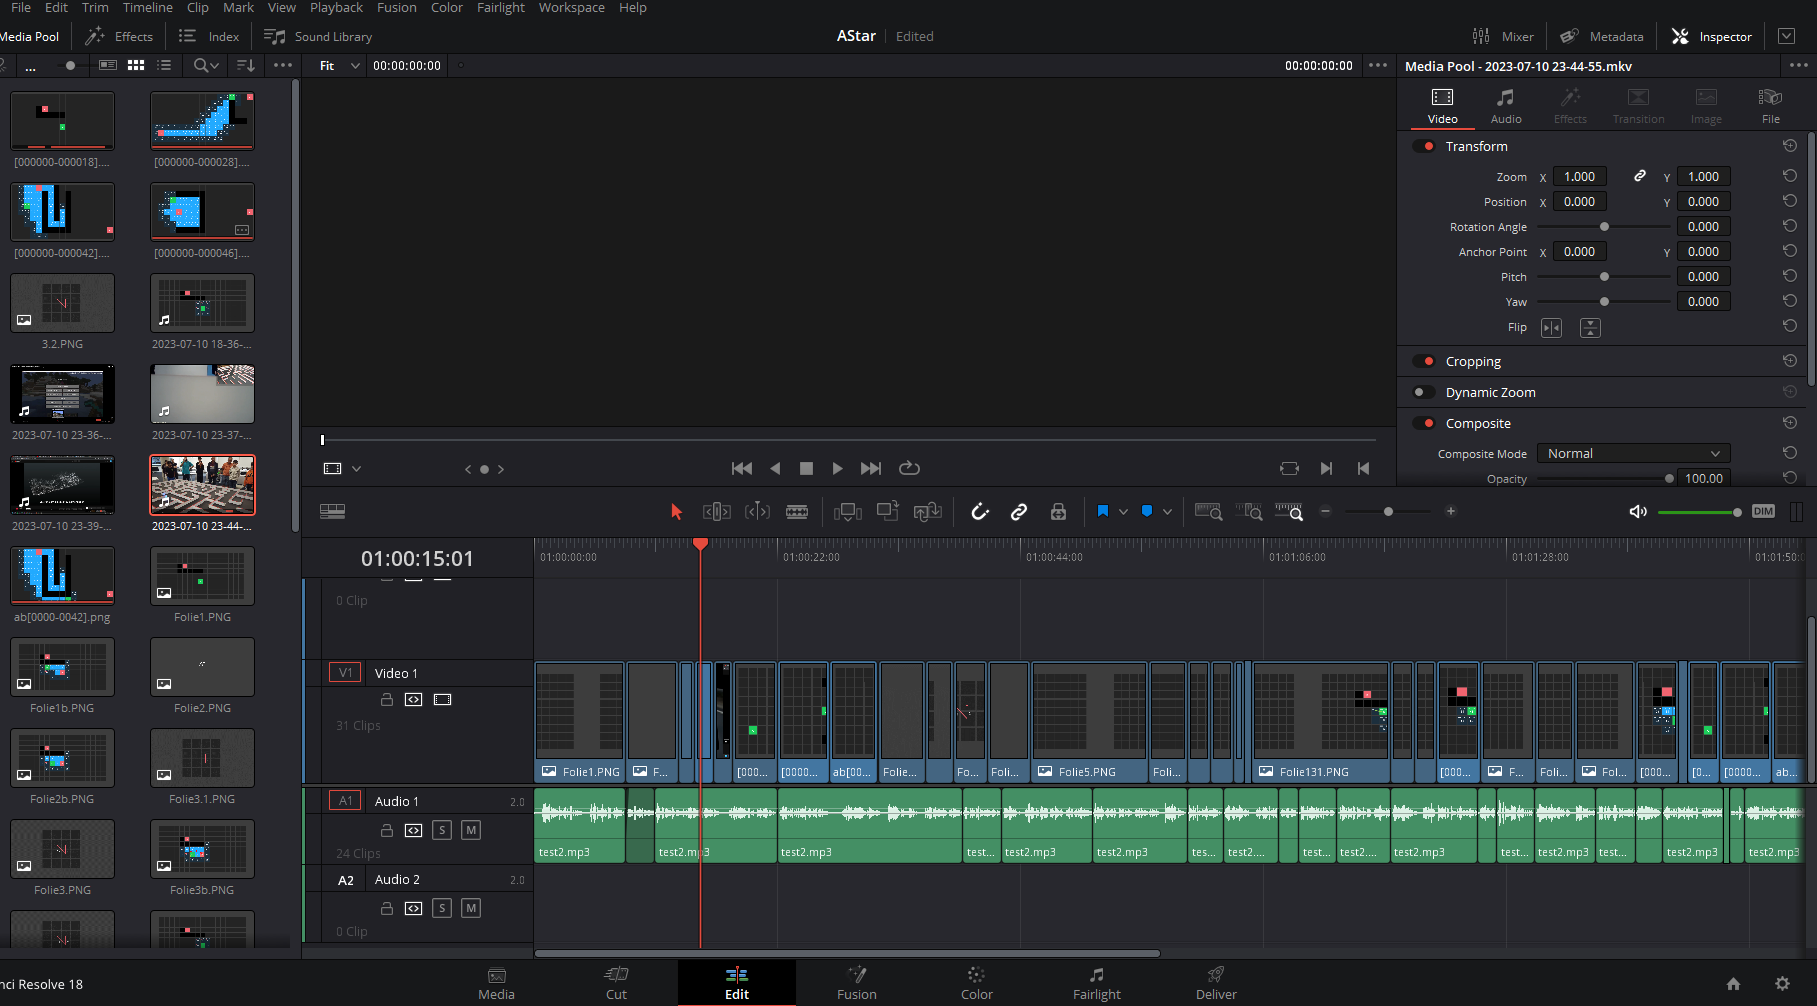 File Edit Trim Timeline Clip Mark View Playback Fusion Color Fairlight Workspace Help
Media Pool Effects Index Sound Library AStar Edited Mixer Metadata Inspector
Fit 00:00:00:00 00:00:00:00 Media Pool - 2023-07-10 23-44-55.mkv
Video Audio Effects Transition Image File
[000000-000018].... [000000-000028]....
[000000-000042].... [000000-000046]....
3.2.PNG 2023-07-10 18-36-...
2023-07-10 23-36-... 2023-07-10 23-37-...
2023-07-10 23-39-... 2023-07-10 23-44-...
ab[0000-0042].png Folie1.PNG
Folie1b.PNG Folie2.PNG
Folie2b.PNG Folie3.1.PNG
Folie3.PNG Folie3b.PNG
Transform
Zoom X 1.000 Y 1.000
Position X 0.000 Y 0.000
Rotation Angle 0.000
Anchor Point X 0.000 Y 0.000
Pitch 0.000
Yaw 0.000
Flip
Cropping
Dynamic Zoom
Composite
Composite Mode Normal
Opacity 100.00
DIM
01:00:15:01 01:00:00:00 01:00:22:00 01:00:44:00 01:01:06:00 01:01:28:00 01:01:50:
0 Clip
V1 Video 1
31 Clips
Folie1.PNG F... [000... [0000... ab[00... Folie... Fo... Foli... Folie5.PNG Foli... Folie131.PNG [000... F... Foli... Fol... [000... [0... [0000... ab...
A1 Audio 1 2.0
S M
24 Clips
test2.mp3 test2.mp3 test2.mp3 test... test2.mp3 test2.mp3 tes... test2.... test... test2.... test2.mp3 test... test2.mp3 test... test2.mp3 test2.mp3
A2 Audio 2 2.0
S M
0 Clip
nci Resolve 18 Media Cut Edit Fusion Color Fairlight Deliver